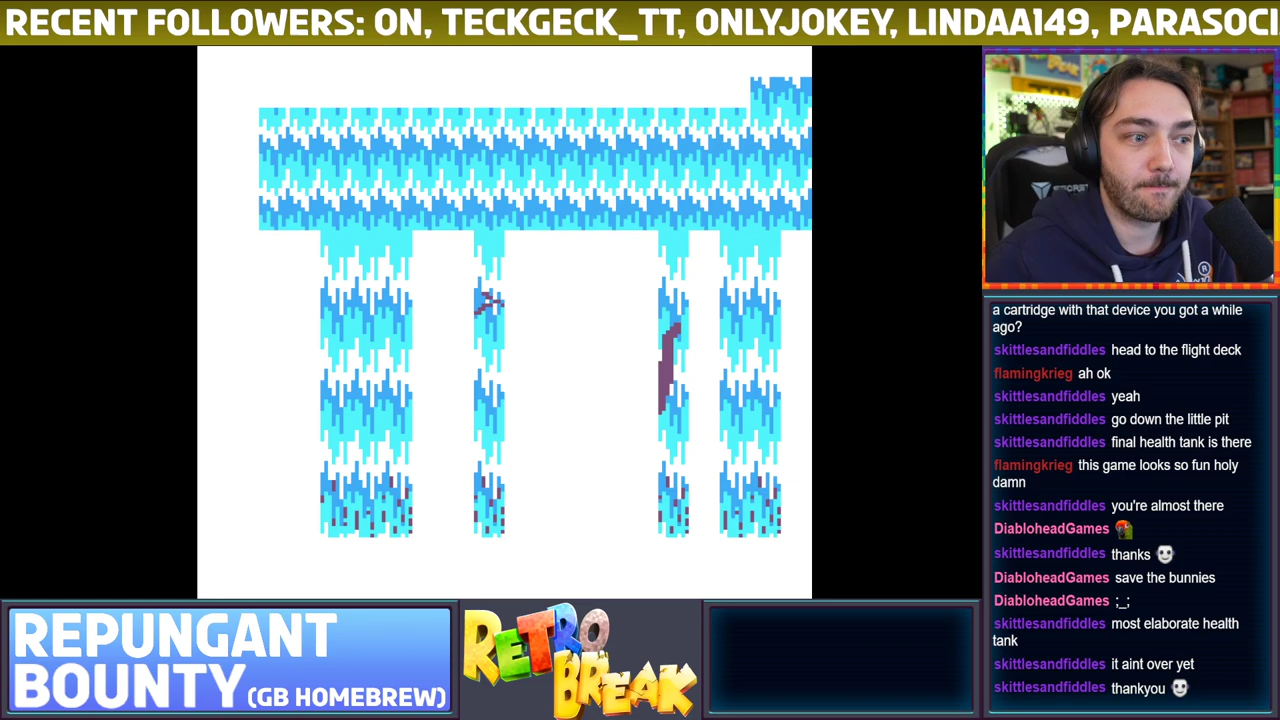 RECENT FOLLOWERS: ON, TECKGECK_TT, ONLYJOKEY, LINDAA149, PARASOCI
SECRET
a cartridge with that device you got a while
ago?
skittlesandfiddles head to the flight deck
flamingkrieg ah ok
skittlesandfiddles yeah
skittlesandfiddles go down the little pit
skittlesandfiddles final health tank is there
flamingkrieg this game looks so fun holy
damn
skittlesandfiddles you're almost there
DiabloheadGames
skittlesandfiddles thanks
DiabloheadGames save the bunnies
DiabloheadGames ;_;
skittlesandfiddles most elaborate health
tank
skittlesandfiddles it aint over yet
skittlesandfiddles thankyou
REPUNGANT
BOUNTY (GB HOMEBREW)
RETRO
BREAK